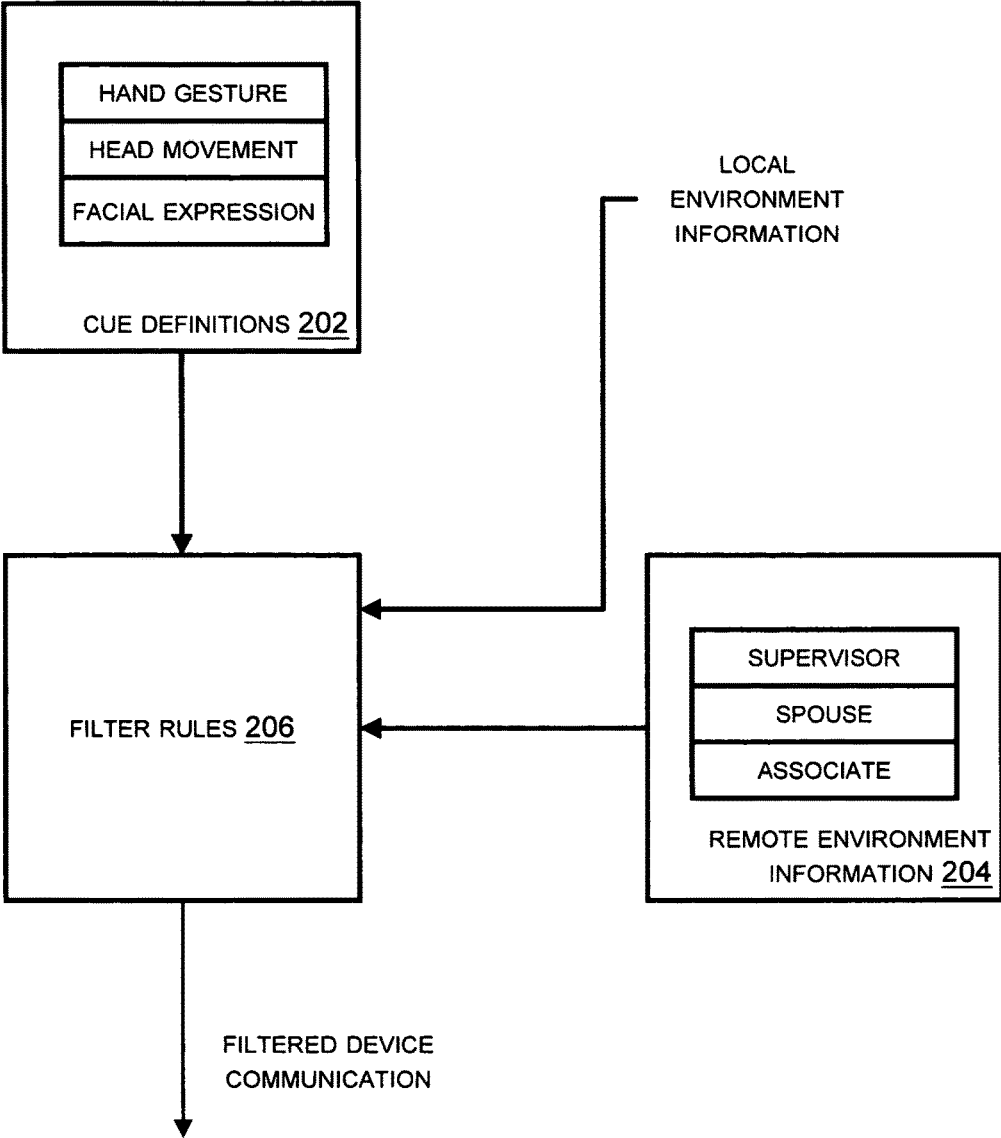 HAND GESTURE
HEAD MOVEMENT
FACIAL EXPRESSION
CUE DEFINITIONS 202
LOCAL
ENVIRONMENT
INFORMATION
FILTER RULES 206
SUPERVISOR
SPOUSE
ASSOCIATE
REMOTE ENVIRONMENT
INFORMATION 204
FILTERED DEVICE
COMMUNICATION